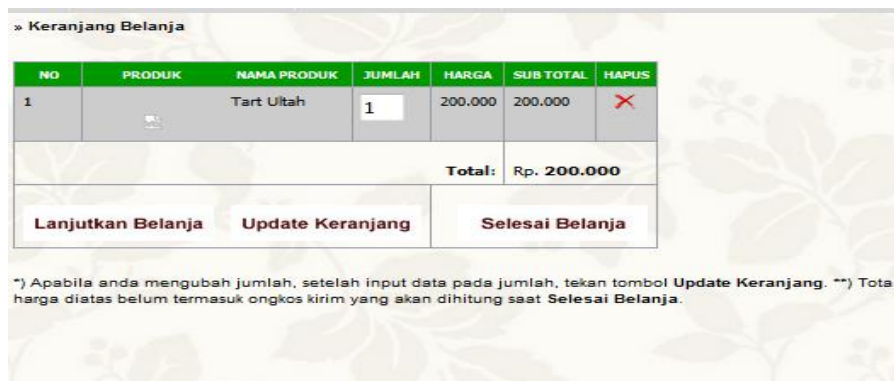 » Keranjang Belanja
NO PRODUK NAMA PRODUK JUMLAH HARGA SUB TOTAL HAPUS
1 Tart Ultah 1 200.000 200.000
Total: Rp. 200.000
Lanjutkan Belanja Update Keranjang Selesai Belanja
*) Apabila anda mengubah jumlah, setelah input data pada jumlah, tekan tombol Update Keranjang. **) Tota
harga diatas belum termasuk ongkos kirim yang akan dihitung saat Selesai Belanja.